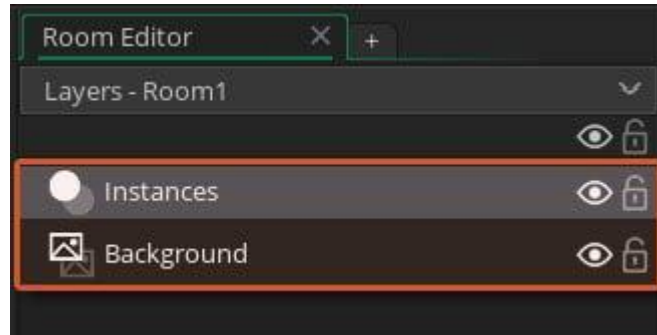 Room Editor
+
Layers - Room1
Instances
Background